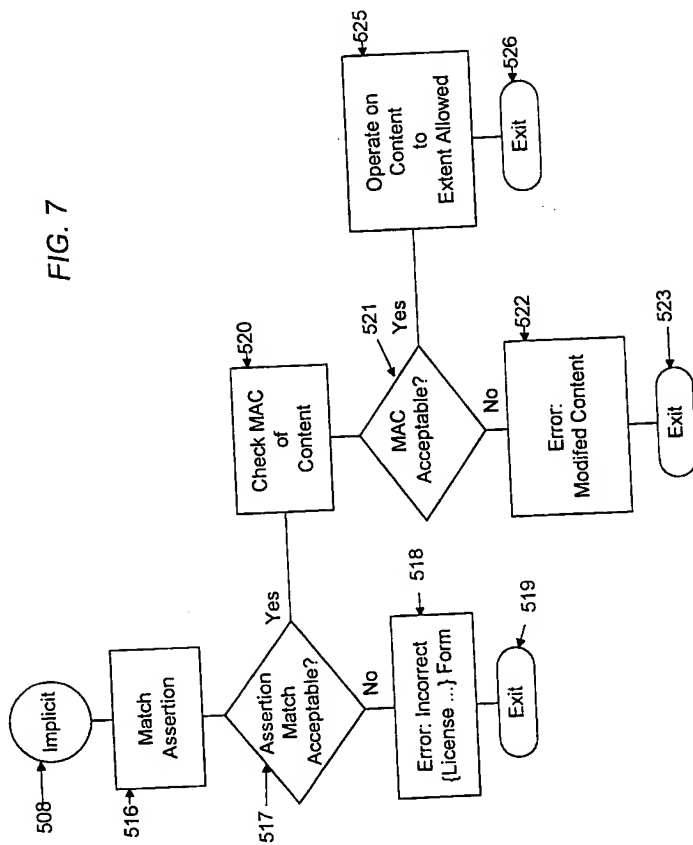 FIG. 7
508
Implicit
516
Match
Assertion
517
Assertion
Match
Acceptable?
Yes
No
518
Error: Incorrect
{License ...} Form
519
Exit
520
Check MAC
of
Content
521
MAC
Acceptable?
Yes
No
522
Error:
Modifed Content
523
Exit
525
Operate on
Content
to
Extent Allowed
526
Exit